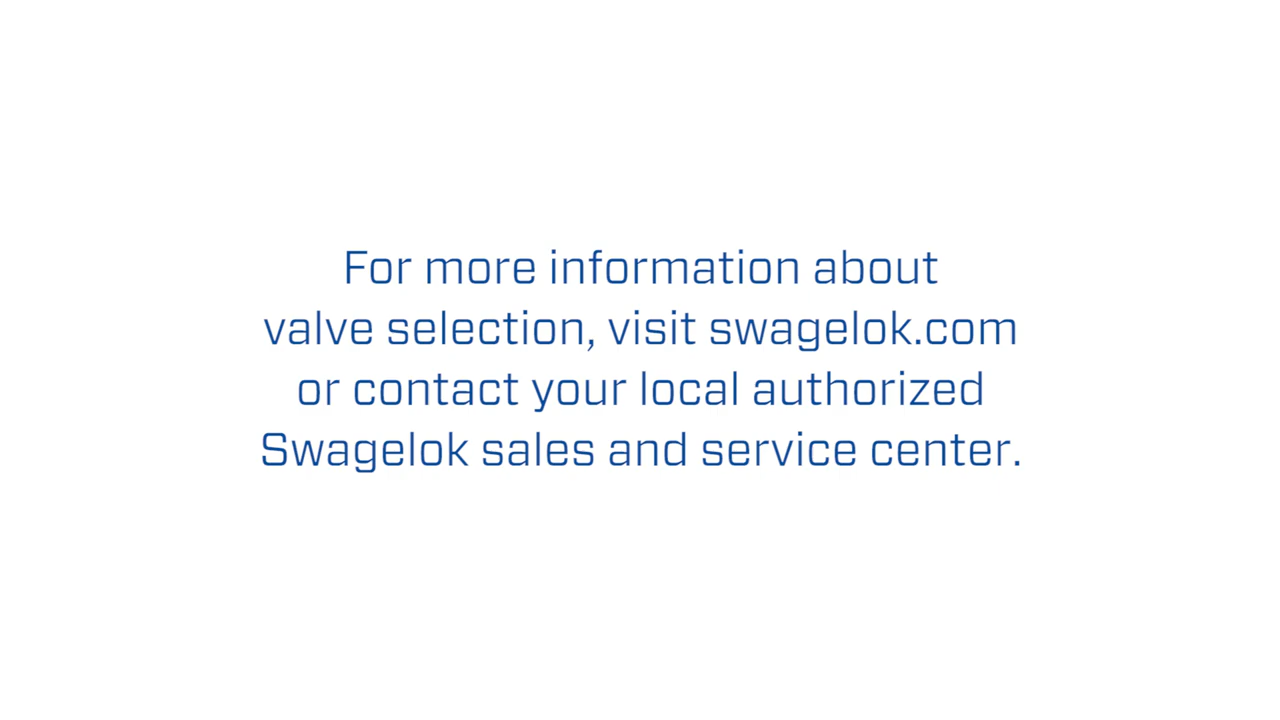 For more information about
valve selection, visit swagelok.com
or contact your local authorized
Swagelok sales and service center.